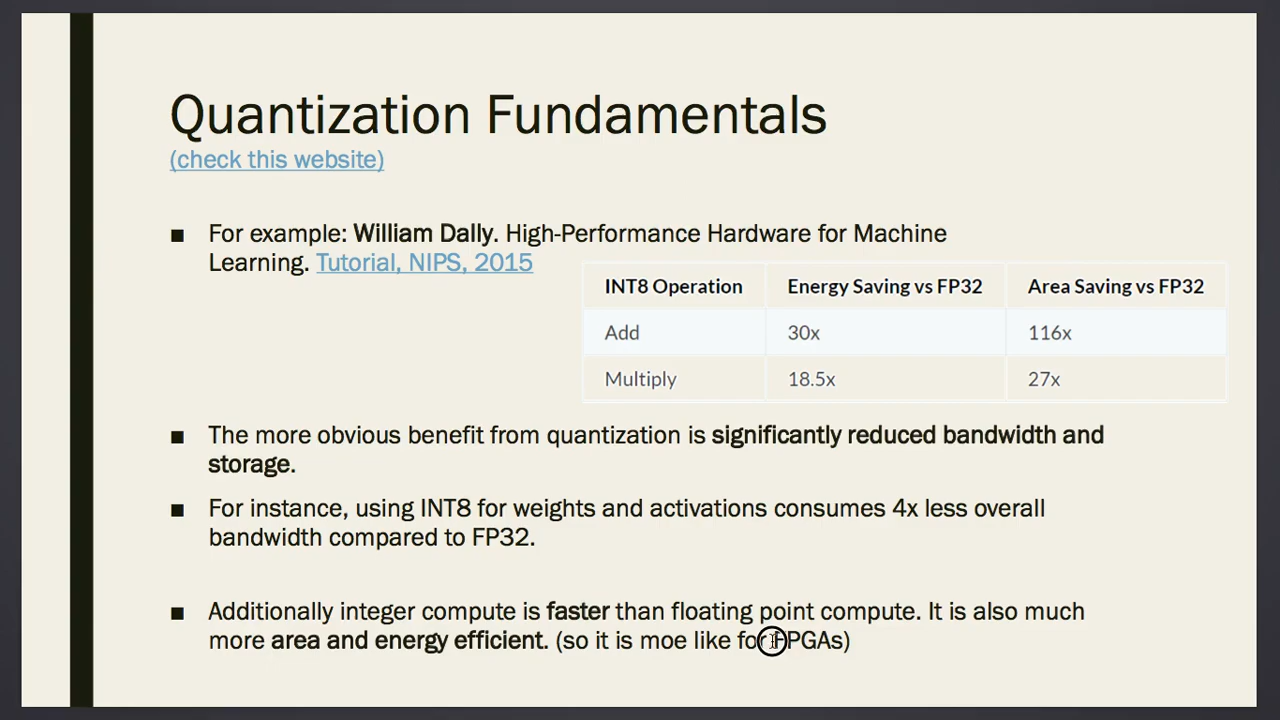 Quantization Fundamentals
(check this website)
■ For example: William Dally. High-Performance Hardware for Machine
Learning. Tutorial, NIPS, 2015
INT8 Operation Energy Saving vs FP32 Area Saving vs FP32
Add 30x 116x
Multiply 18.5x 27x
■ The more obvious benefit from quantization is significantly reduced bandwidth and
storage.
■ For instance, using INT8 for weights and activations consumes 4x less overall
bandwidth compared to FP32.
■ Additionally integer compute is faster than floating point compute. It is also much
more area and energy efficient. (so it is moe like for FPGAs)